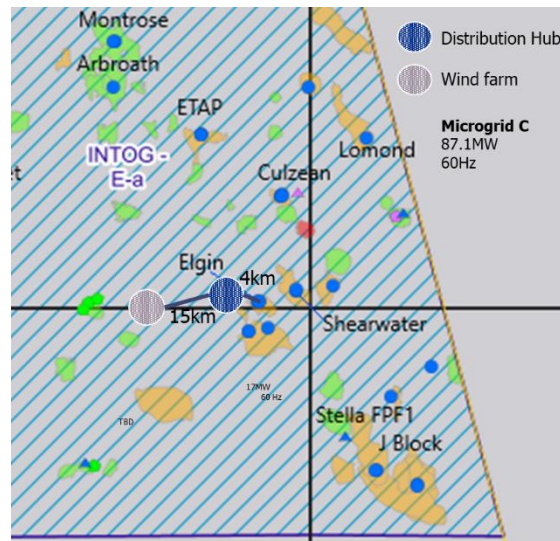 Montrose
Arbroath
ETAP
INTOG -
E-a
et
Culzean
Lomond
Distribution Hub
Wind farm
Microgrid C
87.1MW
60Hz
Elgin
4km
15km
Shearwater
17MW
60 Hz
TBD
Stella FPF1
J Block